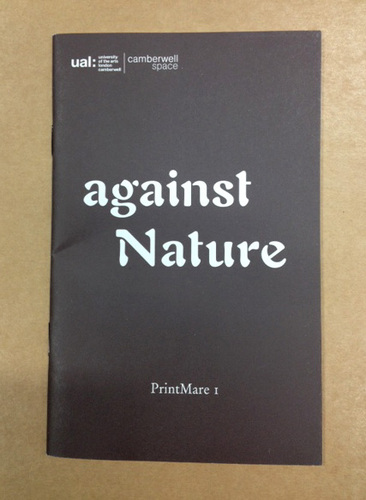 ual:
university
of the arts
london
camberwell
camberwell
space
against
Nature
PrintMare 1